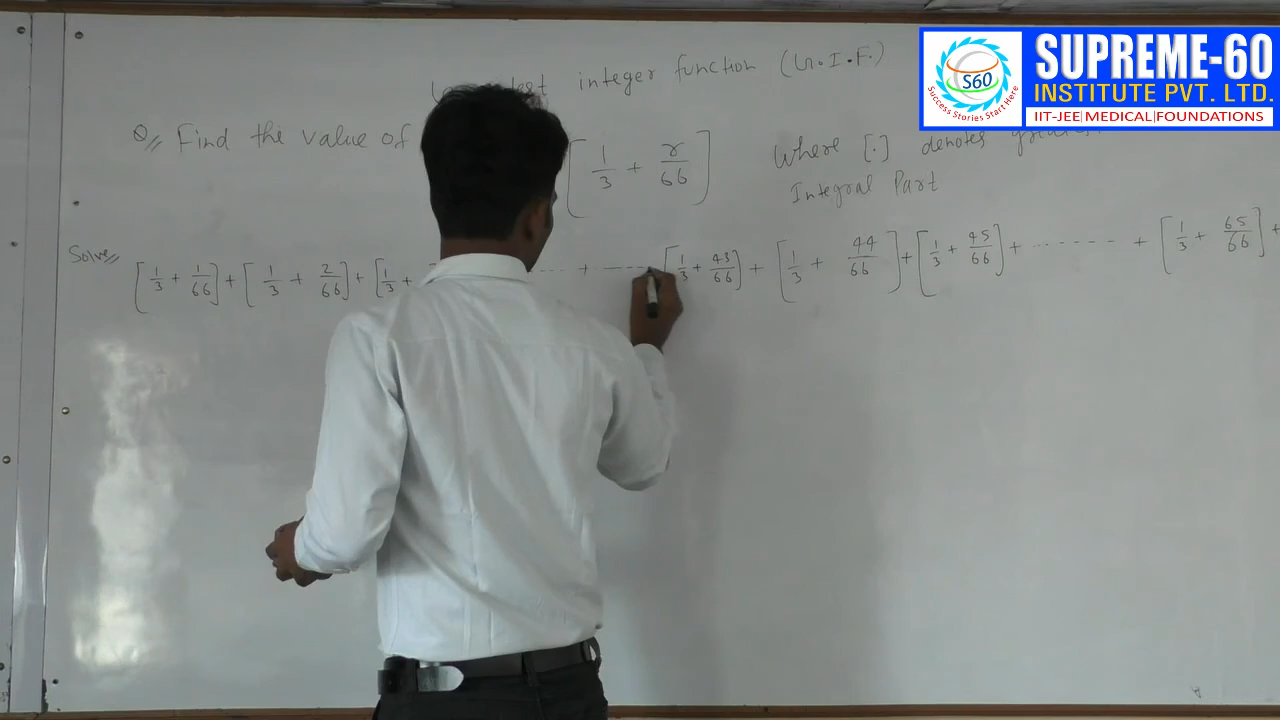 integer function (G.I.F.)
Q Find the value of [1/3 + r/66] Where [.] denotes
Integral Part
Solve
[1/3 + 1/66] + [1/3 + 2/66] + [1/3 + ..... + ---- [1/3 + 43/66] + [1/3 + 44/66] + [1/3 + 45/66] + ------- + [1/3 + 65/66] +
S60
Success Stories Start Here
SUPREME-60
INSTITUTE PVT. LTD.
IIT-JEE|MEDICAL|FOUNDATIONS